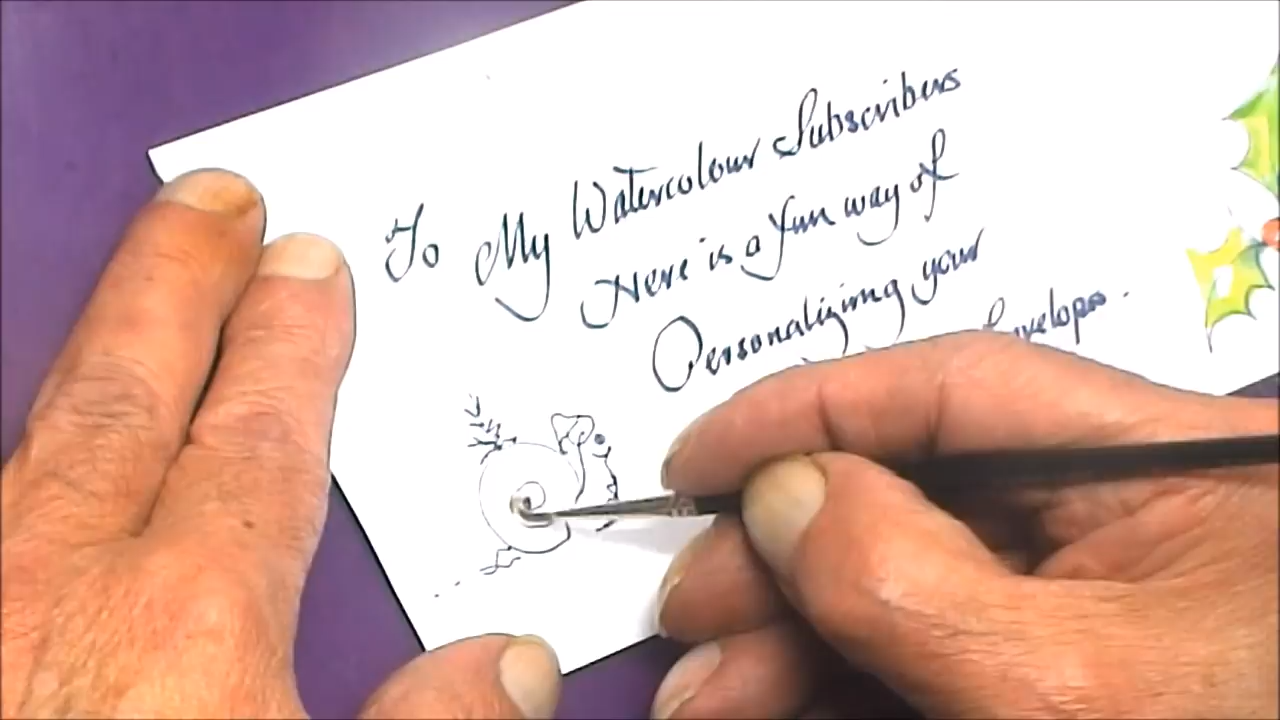 To My Watercolour Subscribers
Here is a fun way of
Personalizing your
Envelops.